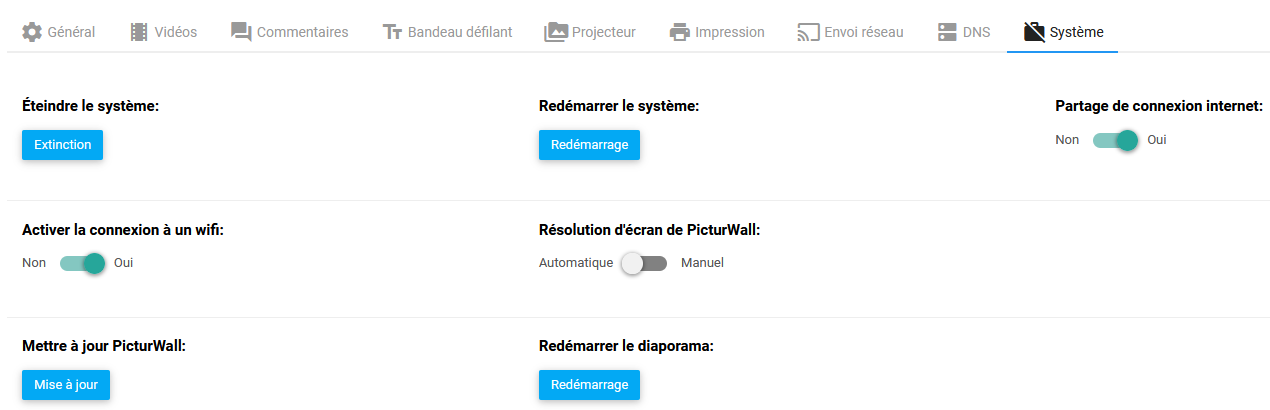 Général Vidéos Commentaires Bandeau défilant Projecteur Impression Envoi réseau DNS Système
Éteindre le système: Redémarrer le système: Partage de connexion internet:
Extinction Redémarrage Non Oui
Activer la connexion à un wifi: Résolution d'écran de PicturWall:
Non Oui Automatique Manuel
Mettre à jour PicturWall: Redémarrer le diaporama:
Mise à jour Redémarrage